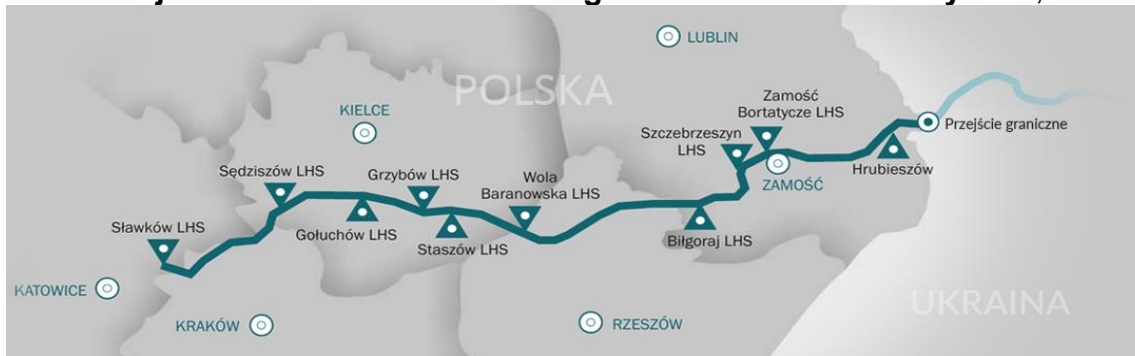 LUBLIN
POLSKA
KIELCE
Zamość
Bortatycze LHS
Szczebrzeszyn
LHS
Przejście graniczne
Sędziszów LHS
Grzybów LHS
Wola
Baranowska LHS
Hrubieszów
ZAMOŚĆ
Sławków LHS
Gołuchów LHS
Staszów LHS
Biłgoraj LHS
KATOWICE
KRAKÓW
RZESZÓW
UKRAINA